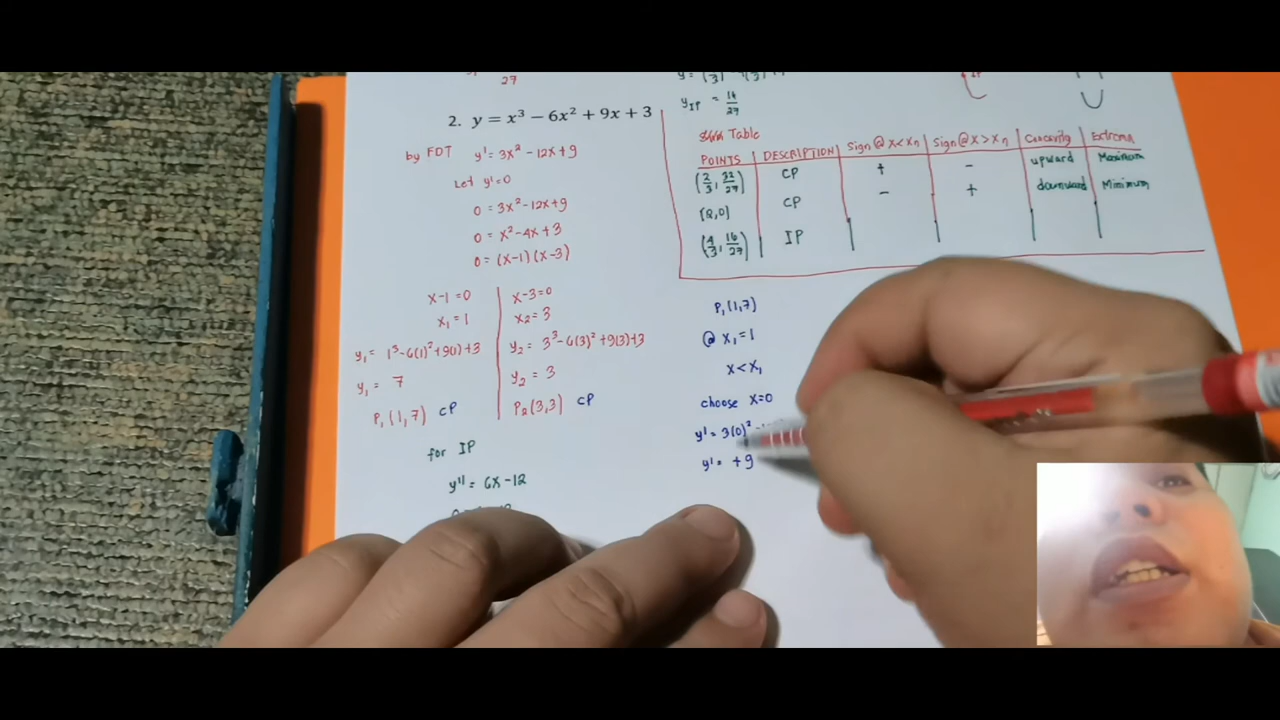 27
2. y = x³ − 6x² + 9x + 3
by FDT y' = 3x² - 12x + 9
Let y' = 0
0 = 3x² - 12x + 9
0 = x² - 4x + 3
0 = (x-1)(x-3)
x-1 = 0
x₁ = 1
y₁ = 1³ - 6(1)² + 9(1) + 3
y₁ = 7
P₁ (1,7) CP
x-3 = 0
x₂ = 3
y₂ = 3³ - 6(3)² + 9(3) + 3
y₂ = 3
P₂ (3,3) CP
for IP
y'' = 6x - 12
y_IP = 14/27
Table
POINTS DESCRIPTION Sign @ x<xₙ Sign @ x>xₙ Concavity Extrema
(2/3, 32/27) CP + - upward Maximum
[2,0] CP - + downward Minimum
(4/3, 16/27) IP
P₁ (1,7)
@ x₁ = 1
x < x₁
choose x=0
y' = 3(0)²
y' = +9